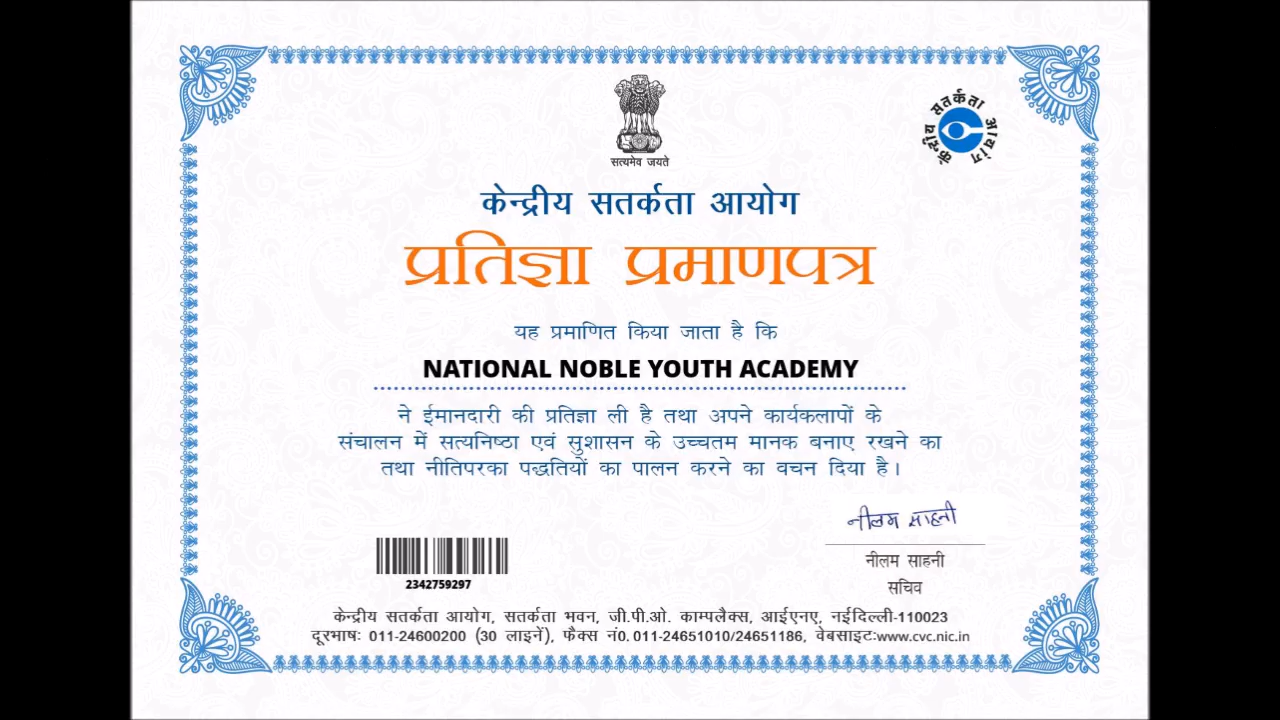 सत्यमेव जयते
केन्द्रीय सतर्कता आयोग
केन्द्रीय सतर्कता आयोग
प्रतिज्ञा प्रमाणपत्र
यह प्रमाणित किया जाता है कि
NATIONAL NOBLE YOUTH ACADEMY
ने ईमानदारी की प्रतिज्ञा ली है तथा अपने कार्यकलापों के
संचालन में सत्यनिष्ठा एवं सुशासन के उच्चतम मानक बनाए रखने का
तथा नीतिपरका पद्धतियों का पालन करने का वचन दिया है।
नीलम साहनी
नीलम साहनी
सचिव
2342759297
केन्द्रीय सतर्कता आयोग, सतर्कता भवन, जी.पी.ओ. काम्पलैक्स, आईएनए, नईदिल्ली-110023
दूरभाषः 011-24600200 (30 लाइनें), फैक्स नं0. 011-24651010/24651186, वेबसाइटःwww.cvc.nic.in